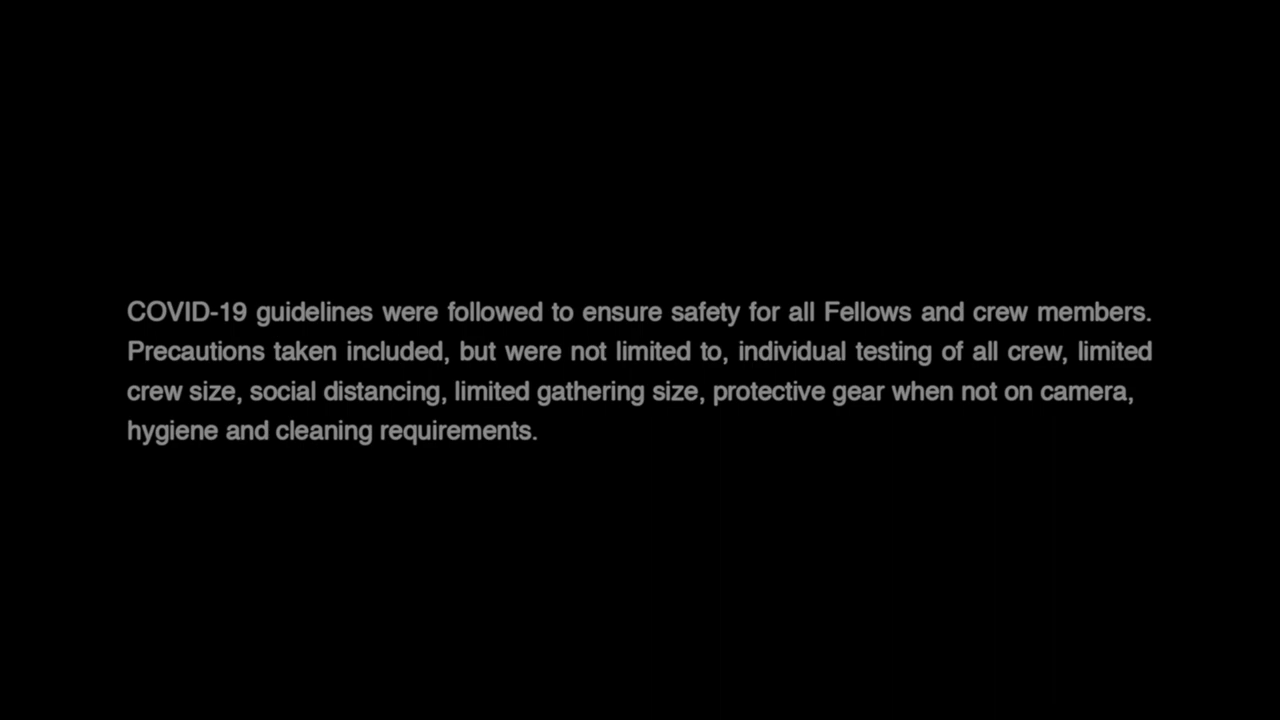 COVID-19 guidelines were followed to ensure safety for all Fellows and crew members.
Precautions taken included, but were not limited to, individual testing of all crew, limited
crew size, social distancing, limited gathering size, protective gear when not on camera,
hygiene and cleaning requirements.